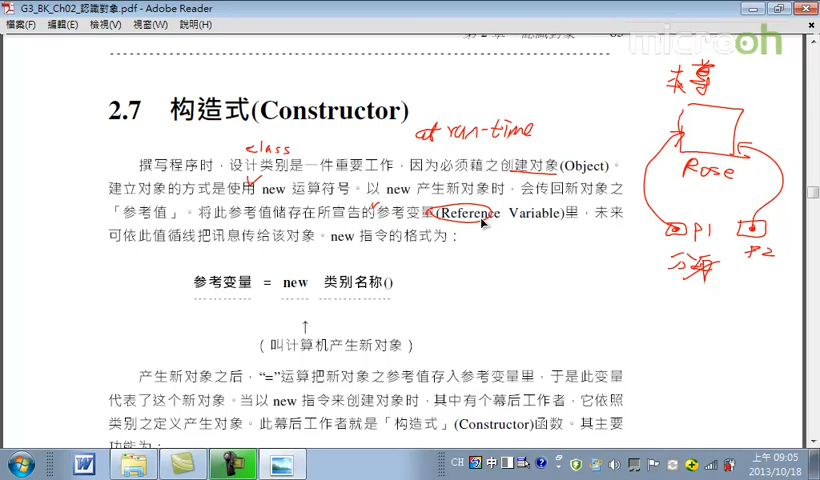 G3_BK_Ch02_認識對象.pdf - Adobe Reader
檔案(F) 編輯(E) 檢視(V) 視窗(W) 說明(H)
microoh
2.7 构造式(Constructor)
at run-time
class
撰写程序时，设计类别是一件重要工作，因为必须藉之创建对象(Object)。
建立对象的方式是使用 new 运算符号。以 new 产生新对象时，会传回新对象之
「参考值」。将此参考值储存在所宣告的参考变量(Reference Variable)里，未来
可依此值循线把讯息传给该对象。new 指令的格式为：
参考变量 = new 类别名称()
↑
（叫计算机产生新对象）
产生新对象之后，“=”运算把新对象之参考值存入参考变量里，于是此变量
代表了这个新对象。当以 new 指令来创建对象时，其中有个幕后工作者，它依照
类别之定义产生对象。此幕后工作者就是「构造式」(Constructor)函数。其主要
功能为：
本尊
Rose
P1
P2
分身
CH 中
上午 09:05
2013/10/18